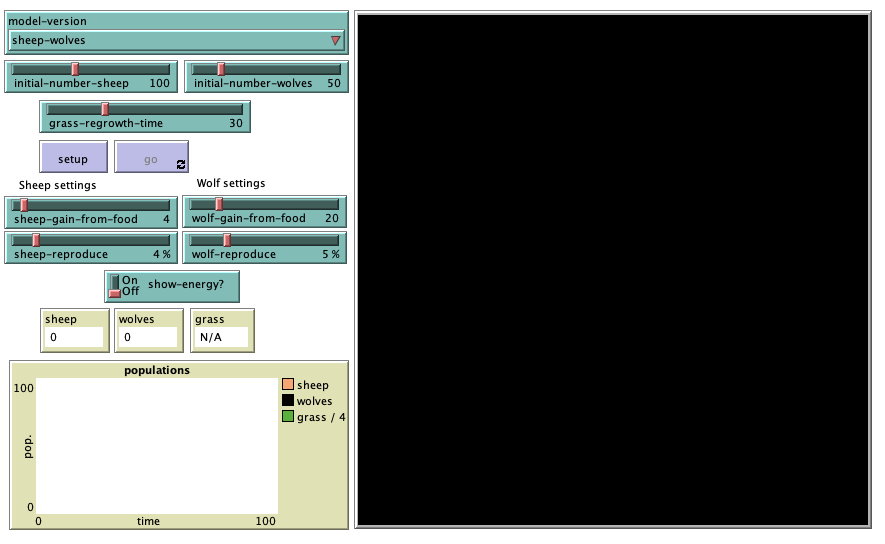 model-version
sheep-wolves
initial-number-sheep 100
initial-number-wolves 50
grass-regrowth-time 30
setup
go
Sheep settings
Wolf settings
sheep-gain-from-food 4
wolf-gain-from-food 20
sheep-reproduce 4 %
wolf-reproduce 5 %
On
Off
show-energy?
sheep
0
wolves
0
grass
N/A
populations
100
pop.
0
0
time
100
sheep
wolves
grass / 4